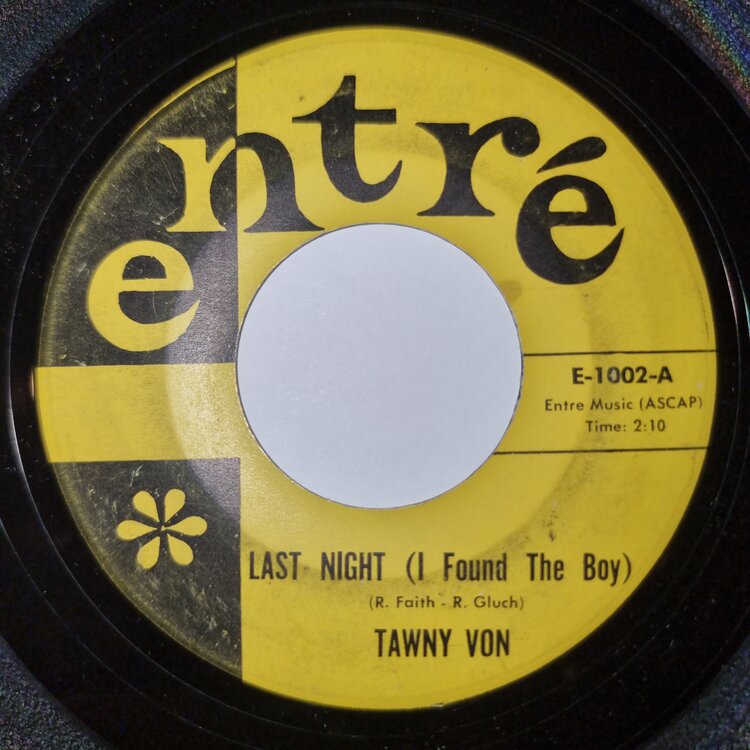 entré
E-1002-A
Entre Music (ASCAP)
Time: 2:10
LAST NIGHT (I Found The Boy)
(R. Faith - R. Gluch)
TAWNY VON